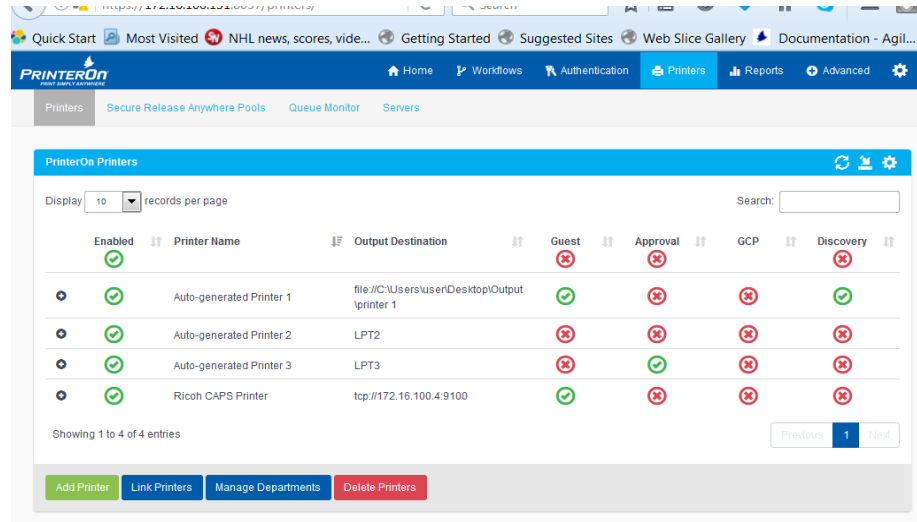 Quick Start Most Visited NHL news, scores, vide... Getting Started Suggested Sites Web Slice Gallery Documentation - Agil...
PRINTERON
PRINT SIMPLY ANYWHERE
Home Workflows Authentication Printers Reports Advanced
Printers Secure Release Anywhere Pools Queue Monitor Servers
PrinterOn Printers
Display 10 records per page Search:
Enabled Printer Name Output Destination Guest Approval GCP Discovery
Auto-generated Printer 1 file://C:\Users\user\Desktop\Output
\printer 1
Auto-generated Printer 2 LPT2
Auto-generated Printer 3 LPT3
Ricoh CAPS Printer tcp://172.16.100.4:9100
Showing 1 to 4 of 4 entries Previous 1 Next
Add Printer Link Printers Manage Departments Delete Printers